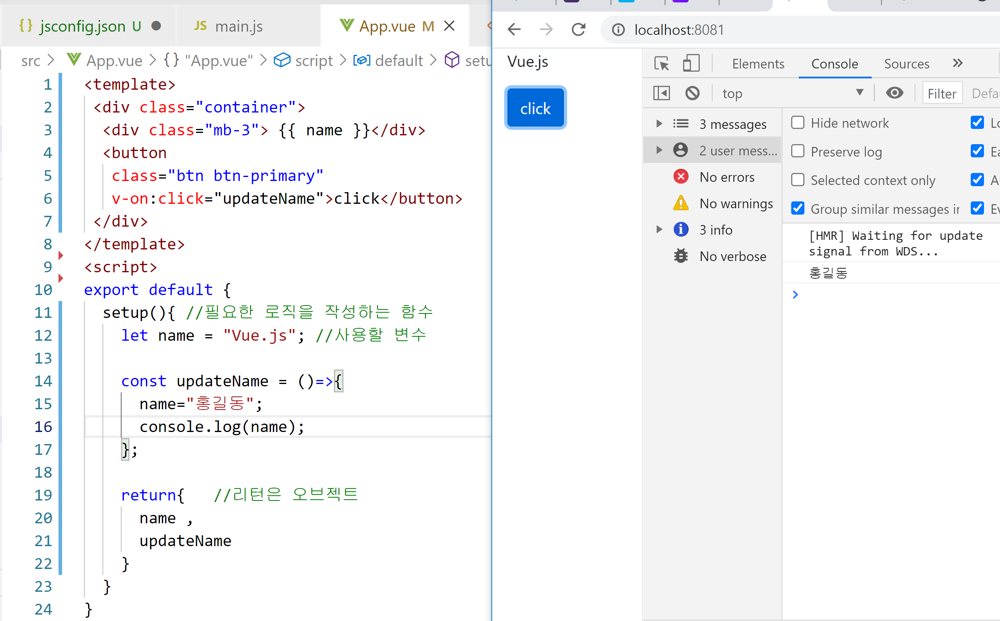 {} jsconfig.json U ●
JS main.js
App.vue M
src > App.vue > {} "App.vue" > script > default > setu
1 <template>
2 <div class="container">
3 <div class="mb-3"> {{ name }}</div>
4 <button
5 class="btn btn-primary"
6 v-on:click="updateName">click</button>
7 </div>
8 </template>
9 <script>
10 export default {
11 setup(){ //필요한 로직을 작성하는 함수
12 let name = "Vue.js"; //사용할 변수
13
14 const updateName = ()=>{
15 name="홍길동";
16 console.log(name);
17 };
18
19 return{ //리턴은 오브젝트
20 name ,
21 updateName
22 }
23 }
24 }
localhost:8081
Vue.js
click
Elements Console Sources »
top Filter Defau
3 messages
2 user mess...
No errors
No warnings
3 info
No verbose
Hide network
Preserve log
Selected context only
Group similar messages in
[HMR] Waiting for update
signal from WDS...
홍길동
>